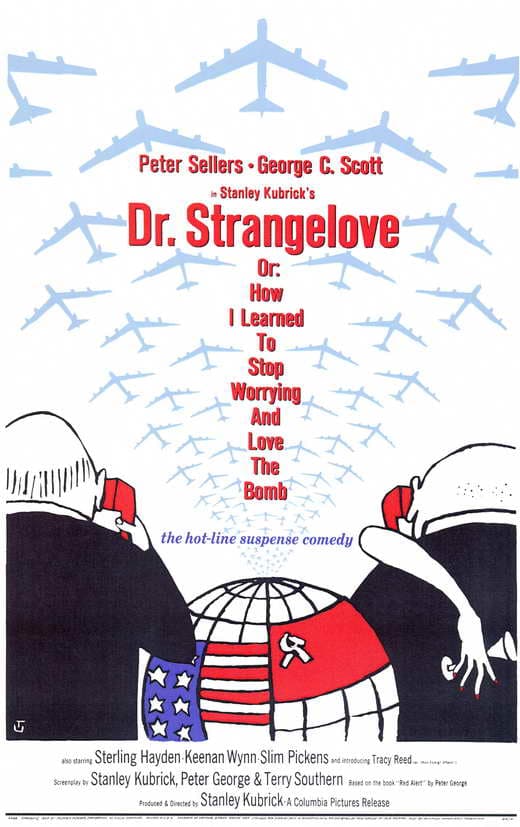 Peter Sellers • George C. Scott
in Stanley Kubrick's
Dr. Strangelove
Or:
How
I Learned
To
Stop
Worrying
And
Love
The
Bomb
the hot-line suspense comedy
also starring Sterling Hayden·Keenan Wynn·Slim Pickens and introducing Tracy Reed
Screenplay by Stanley Kubrick, Peter George & Terry Southern Based on the book "Red Alert" by Peter George
Produced & Directed by Stanley Kubrick·A Columbia Pictures Release